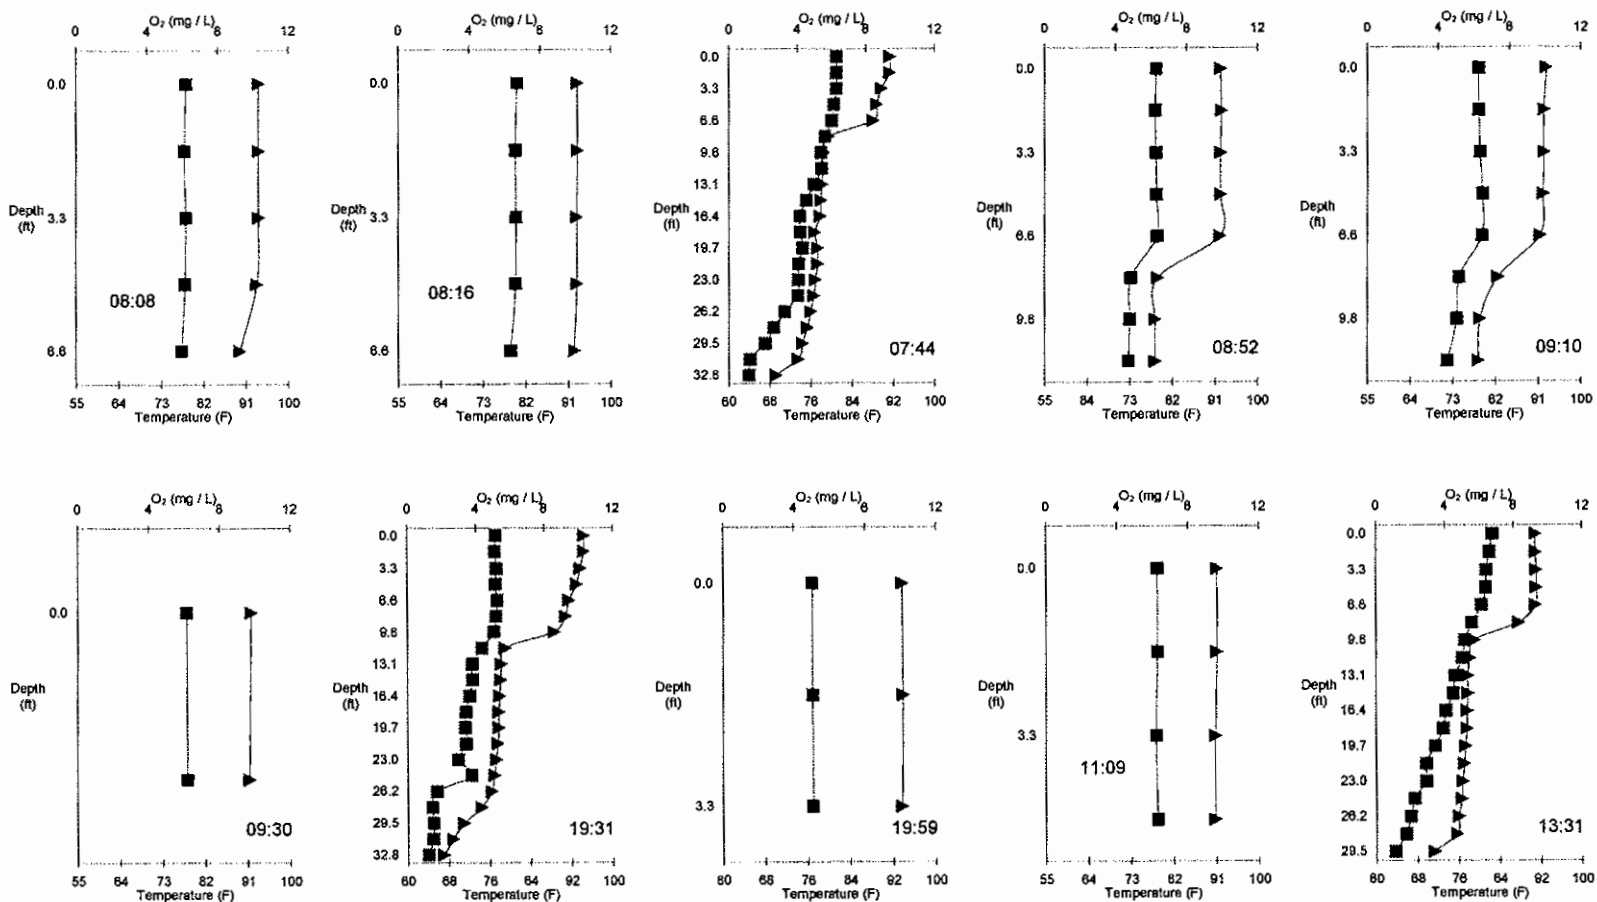 O₂ (mg / L)
0 4 8 12
0.0
3.3
6.6
Depth
(ft)
08:08
55 64 73 82 91 100
Temperature (F)
O₂ (mg / L)
0 4 8 12
0.0
3.3
6.6
Depth
(ft)
08:16
55 64 73 82 91 100
Temperature (F)
O₂ (mg / L)
0 4 8 12
0.0
3.3
6.6
9.8
13.1
16.4
19.7
23.0
26.2
29.5
32.8
Depth
(ft)
07:44
60 68 76 84 92 100
Temperature (F)
O₂ (mg / L)
0 4 8 12
0.0
3.3
6.6
9.8
Depth
(ft)
08:52
55 64 73 82 91 100
Temperature (F)
O₂ (mg / L)
0 4 8 12
0.0
3.3
6.6
9.8
Depth
(ft)
09:10
55 64 73 82 91 100
Temperature (F)
O₂ (mg / L)
0 4 8 12
0.0
Depth
(ft)
09:30
55 64 73 82 91 100
Temperature (F)
O₂ (mg / L)
0 4 8 12
0.0
3.3
6.6
9.8
13.1
16.4
19.7
23.0
26.2
29.5
32.8
Depth
(ft)
19:31
60 68 76 84 92 100
Temperature (F)
O₂ (mg / L)
0 4 8 12
0.0
3.3
Depth
(ft)
19:59
55 64 73 82 91 100
Temperature (F)
O₂ (mg / L)
0 4 8 12
0.0
3.3
Depth
(ft)
11:09
55 64 73 82 91 100
Temperature (F)
O₂ (mg / L)
0 4 8 12
0.0
3.3
6.6
9.8
13.1
16.4
19.7
23.0
26.2
29.5
Depth
(ft)
13:31
60 68 76 84 92 100
Temperature (F)